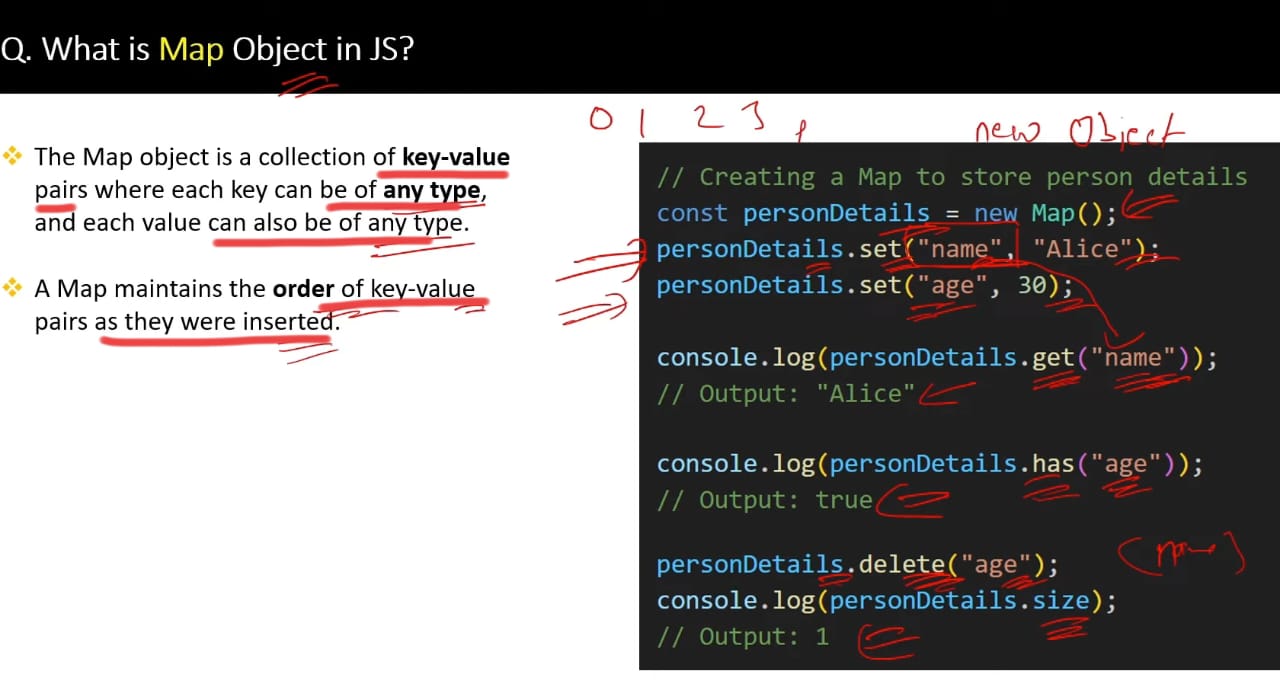 Q. What is Map Object in JS?
0 1 2 3 ,
new Object
The Map object is a collection of key-value
pairs where each key can be of any type,
and each value can also be of any type.
A Map maintains the order of key-value
pairs as they were inserted.
// Creating a Map to store person details
const personDetails = new Map();
personDetails.set("name", "Alice");
personDetails.set("age", 30);
console.log(personDetails.get("name"));
// Output: "Alice"
console.log(personDetails.has("age"));
// Output: true
personDetails.delete("age");
console.log(personDetails.size);
// Output: 1